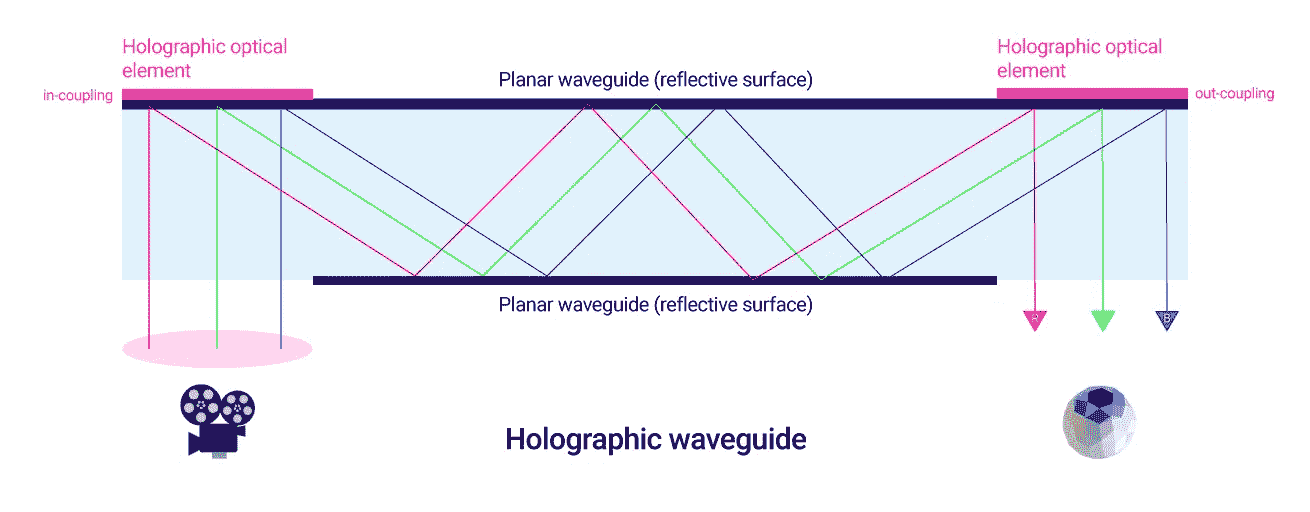 Holographic optical
element
in-coupling
Planar waveguide (reflective surface)
Holographic optical
element
out-coupling
Planar waveguide (reflective surface)
R
B
Holographic waveguide